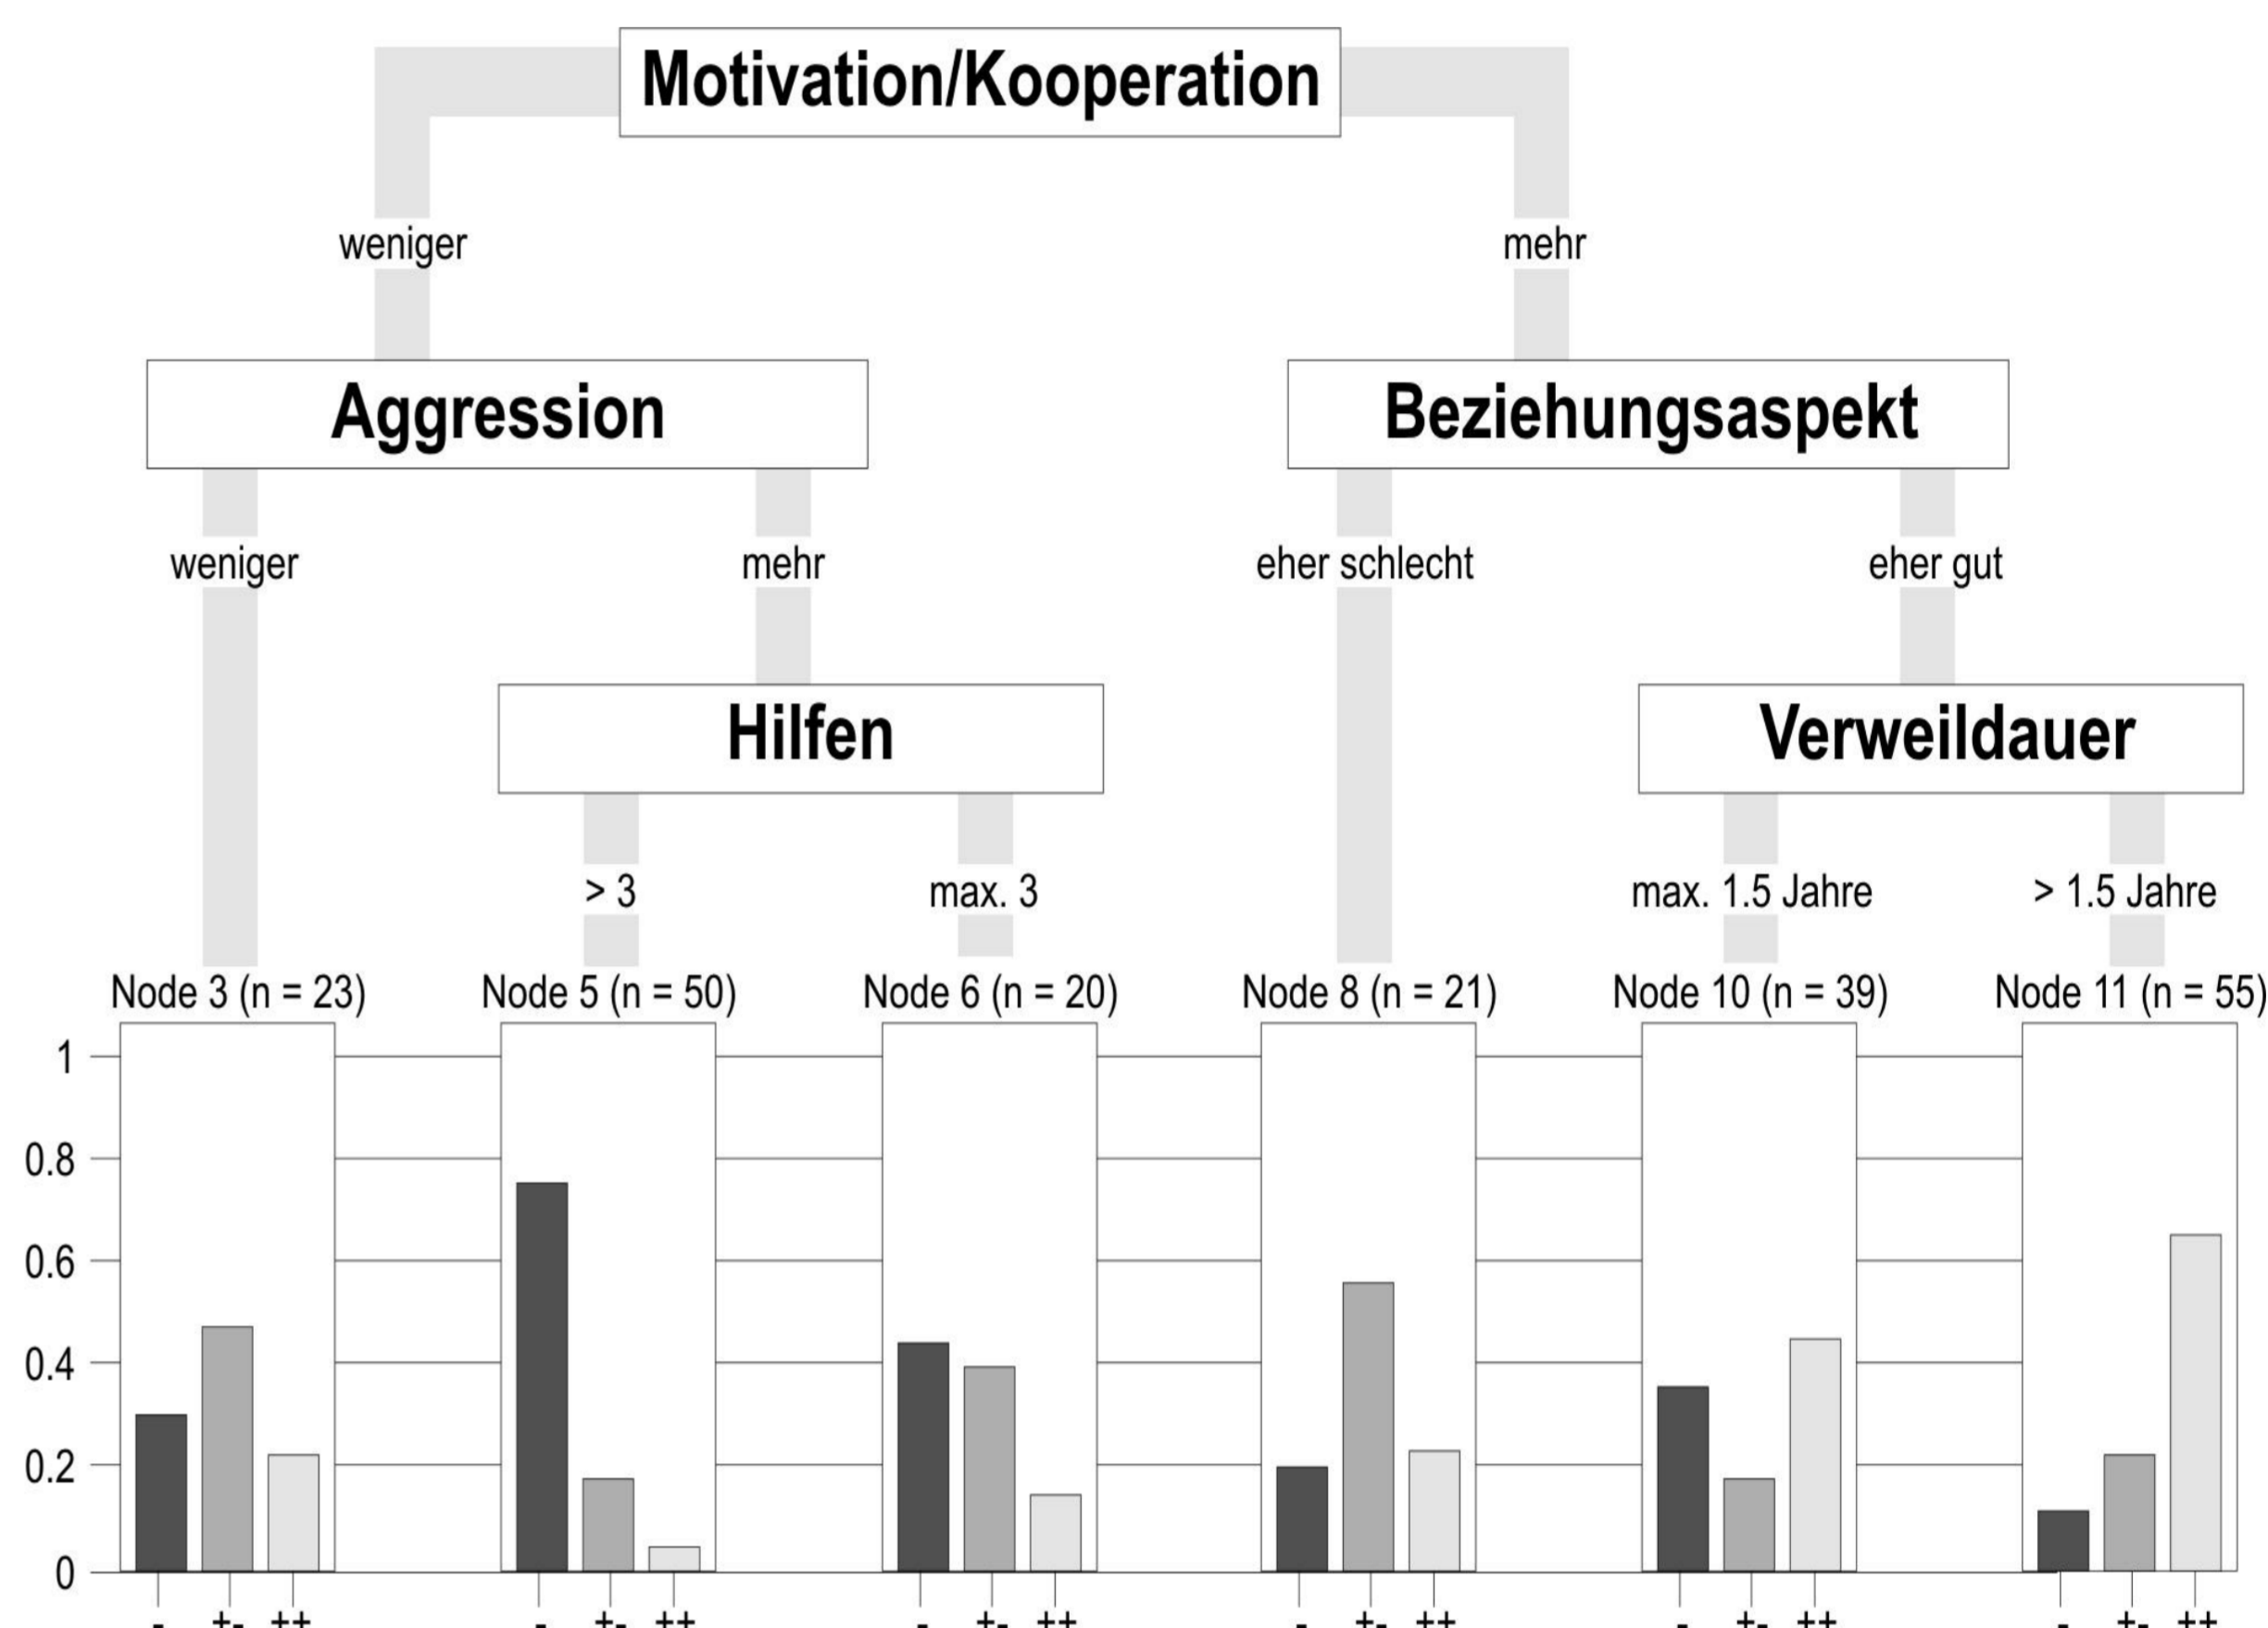 Motivation/Kooperation
weniger mehr
Aggression Beziehungsaspekt
weniger mehr eher schlecht eher gut
Hilfen Verweildauer
> 3 max. 3 max. 1.5 Jahre > 1.5 Jahre
Node 3 (n = 23) Node 5 (n = 50) Node 6 (n = 20) Node 8 (n = 21) Node 10 (n = 39) Node 11 (n = 55)
1
0.8
0.6
0.4
0.2
0
- +- ++ - +- ++ - +- ++ - +- ++ - +- ++ - +- ++